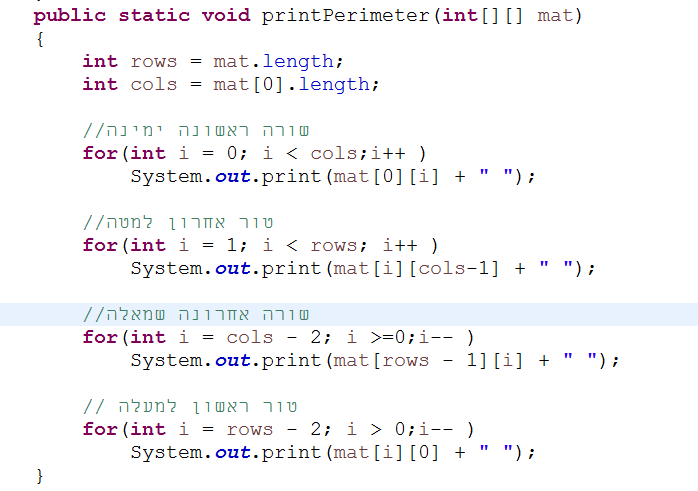 public static void printPerimeter(int[][] mat)
{
int rows = mat.length;
int cols = mat[0].length;
//שורה ראשונה ימינה
for(int i = 0; i < cols;i++ )
System.out.print(mat[0][i] + " ");
//טור אחרון למטה
for(int i = 1; i < rows; i++ )
System.out.print(mat[i][cols-1] + " ");
//שורה אחרונה שמאלה
for(int i = cols - 2; i >=0;i-- )
System.out.print(mat[rows - 1][i] + " ");
// טור ראשון למעלה
for(int i = rows - 2; i > 0;i-- )
System.out.print(mat[i][0] + " ");
}